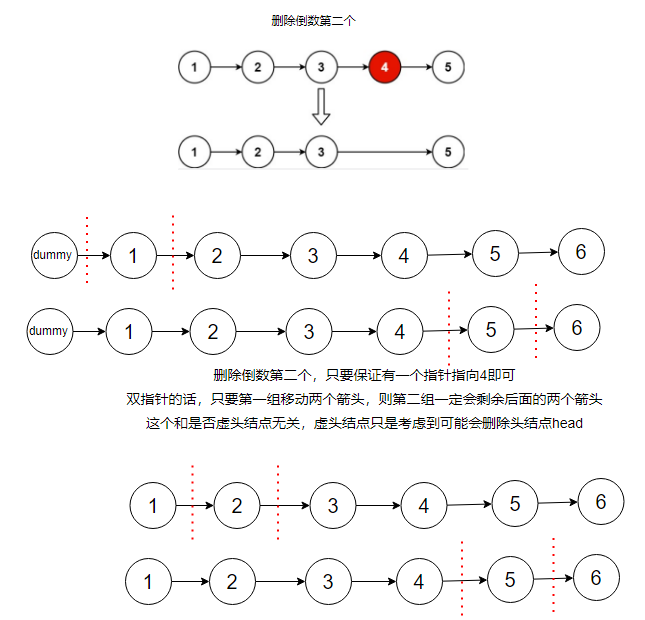 删除倒数第二个
1 2 3 4 5
1 2 3 5
dummy 1 2 3 4 5 6
dummy 1 2 3 4 5 6
删除倒数第二个，只要保证有一个指针指向4即可
双指针的话，只要第一组移动两个箭头，则第二组一定会剩余后面的两个箭头
这个和是否虚头结点无关，虚头结点只是考虑到可能会删除头结点head
1 2 3 4 5 6
1 2 3 4 5 6